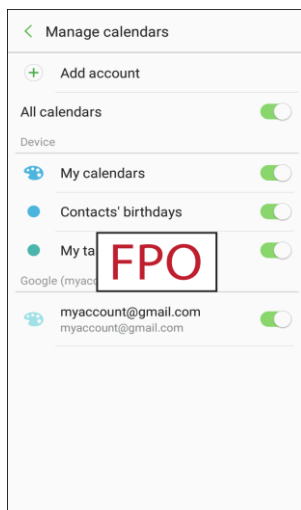 Manage calendars
Add account
All calendars
Device
My calendars
Contacts' birthdays
My ta
FPO
Google (myacc
myaccount@gmail.com
myaccount@gmail.com